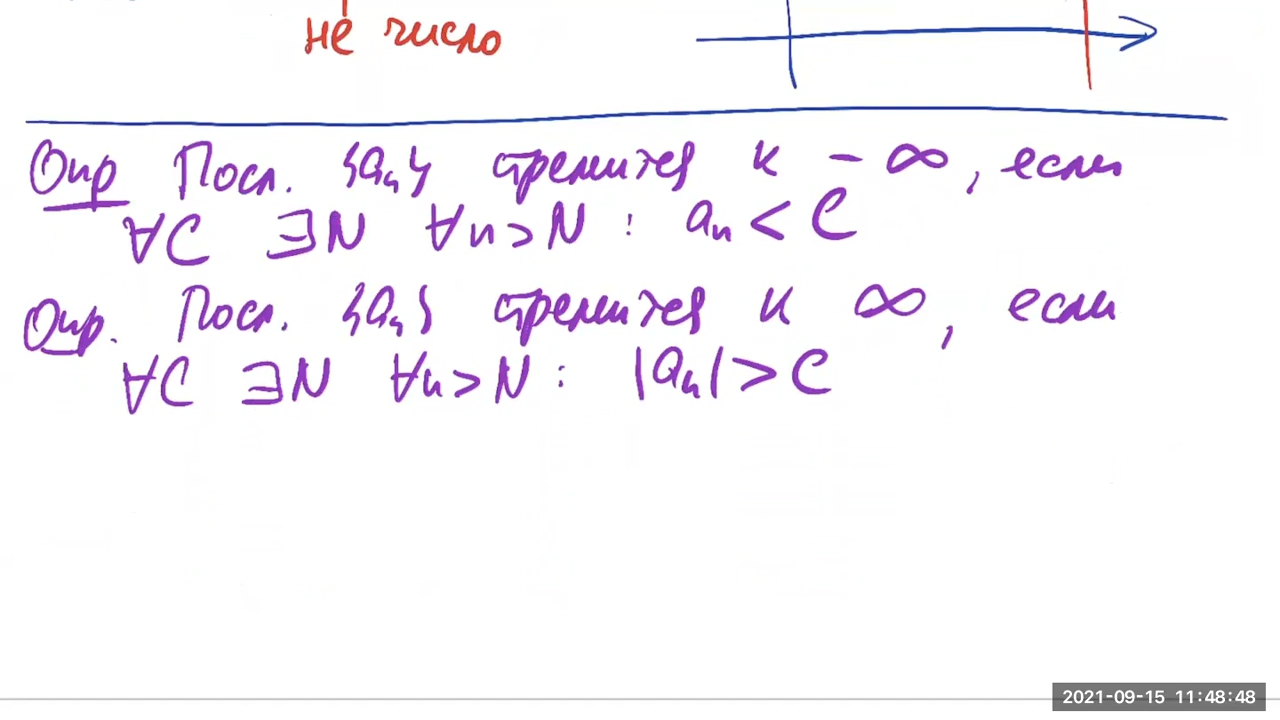 не число
Опр Посл. {aₙ} стремится к - ∞, если
∀C ∃N ∀n>N : aₙ < C
Опр. Посл. {aₙ} стремится к ∞, если
∀C ∃N ∀n>N : |aₙ| > C
2021-09-15 11:48:48